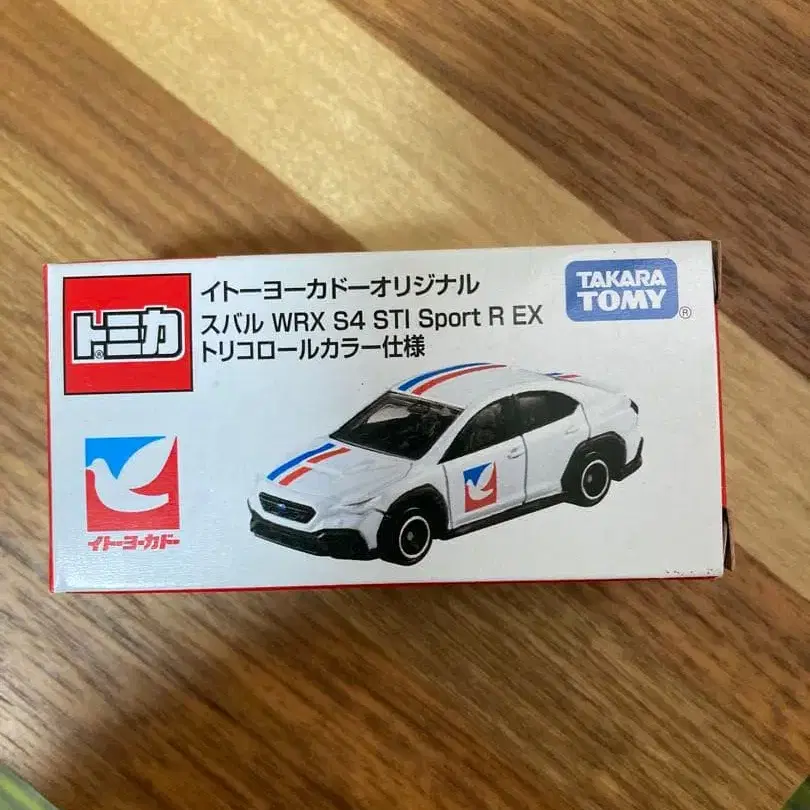 イトーヨーカドーオリジナル
スバル WRX S4 STI Sport R EX
トリコロールカラー仕様
トミカ
®
TAKARA
TOMY
®
イトーヨーカドー